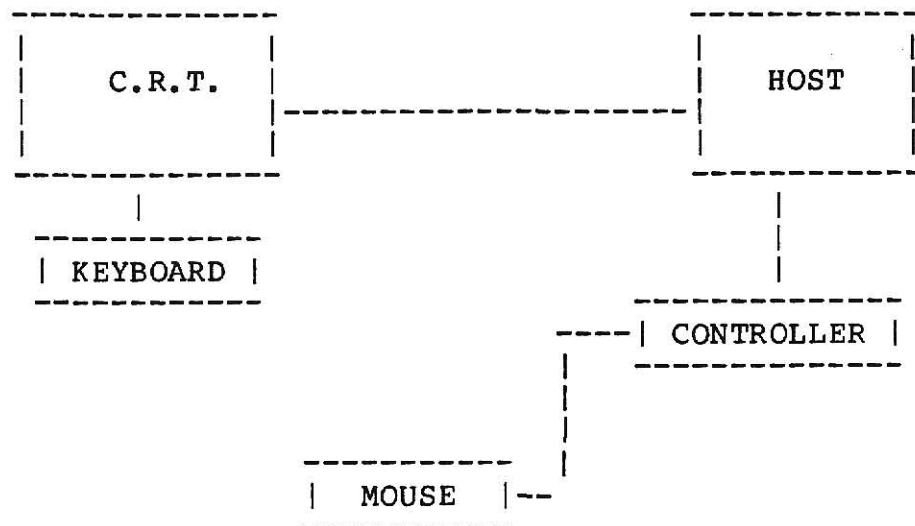 C.R.T.
HOST
KEYBOARD
CONTROLLER
MOUSE